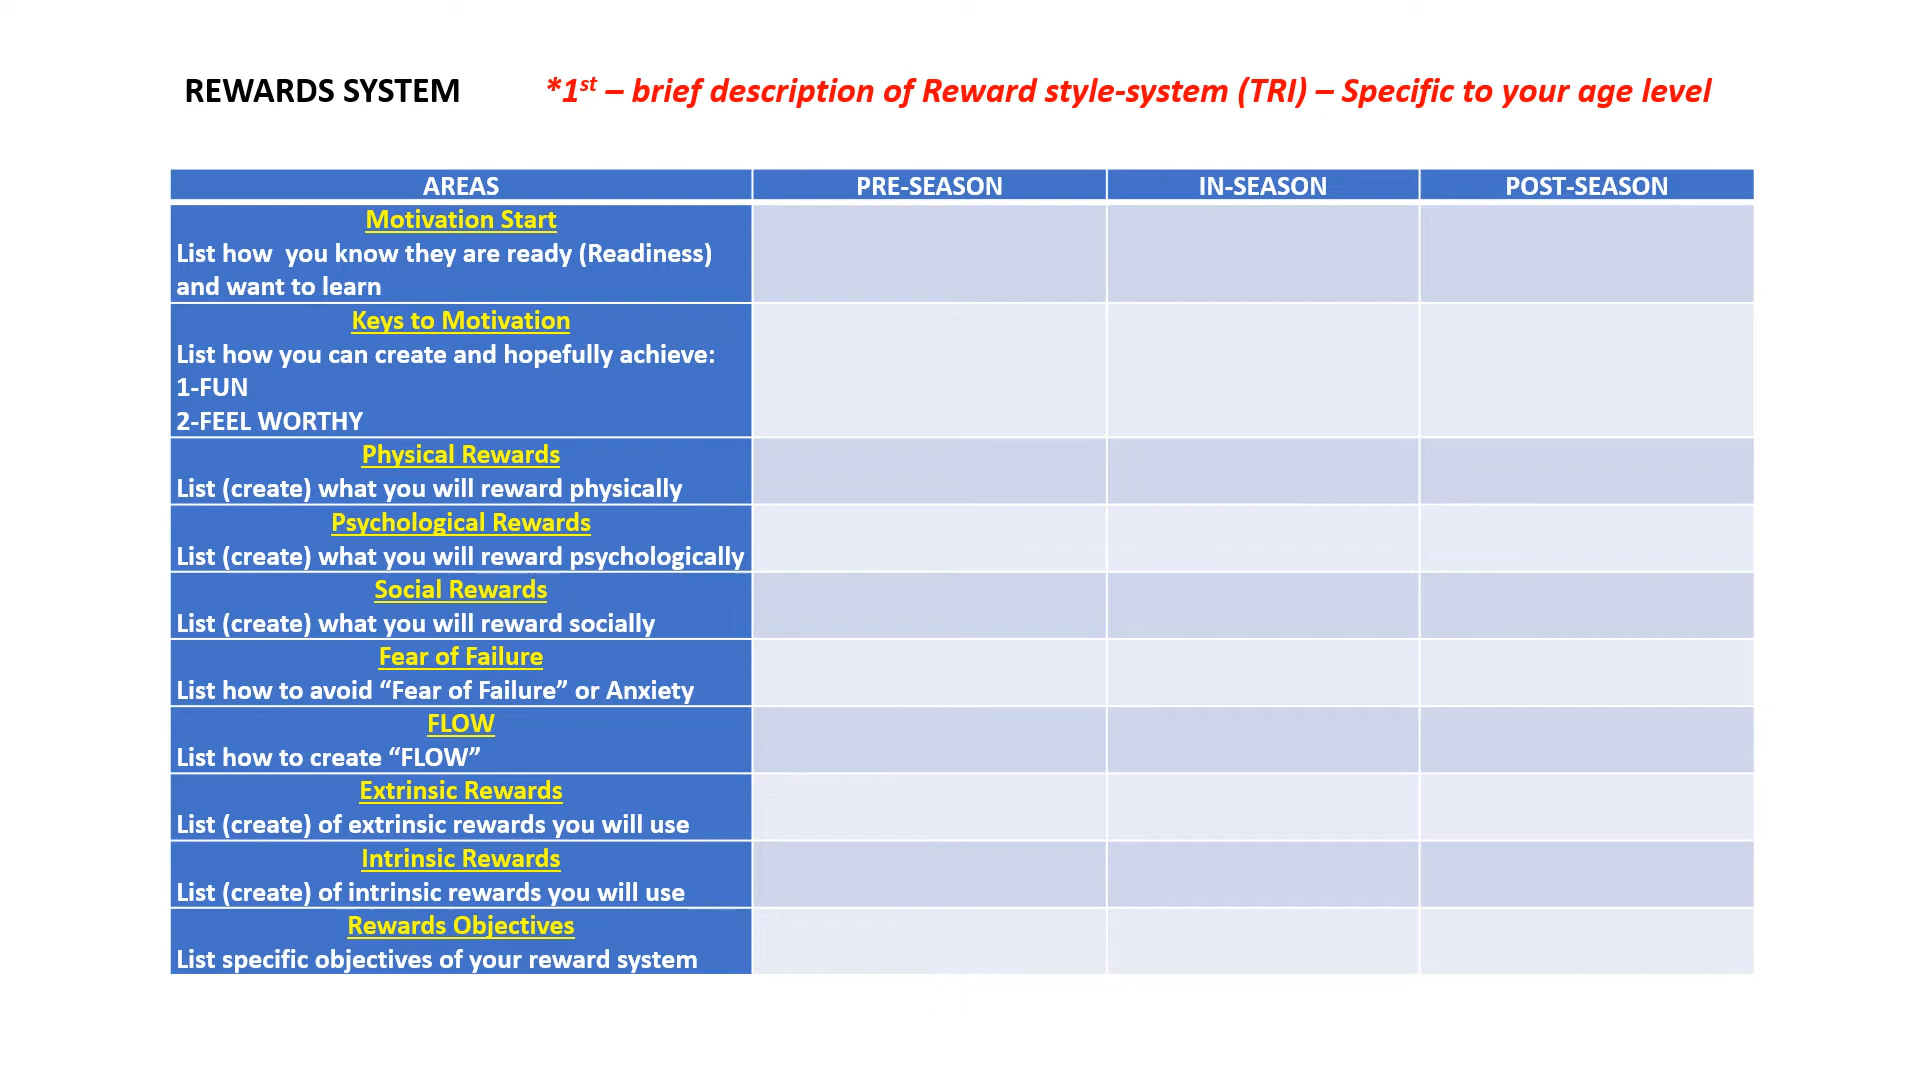 REWARDS SYSTEM *1st – brief description of Reward style-system (TRI) – Specific to your age level
AREAS PRE-SEASON IN-SEASON POST-SEASON
Motivation Start
List how  you know they are ready (Readiness)
and want to learn
Keys to Motivation
List how you can create and hopefully achieve:
1-FUN
2-FEEL WORTHY
Physical Rewards
List (create) what you will reward physically
Psychological Rewards
List (create) what you will reward psychologically
Social Rewards
List (create) what you will reward socially
Fear of Failure
List how to avoid “Fear of Failure” or Anxiety
FLOW
List how to create “FLOW”
Extrinsic Rewards
List (create) of extrinsic rewards you will use
Intrinsic Rewards
List (create) of intrinsic rewards you will use
Rewards Objectives
List specific objectives of your reward system